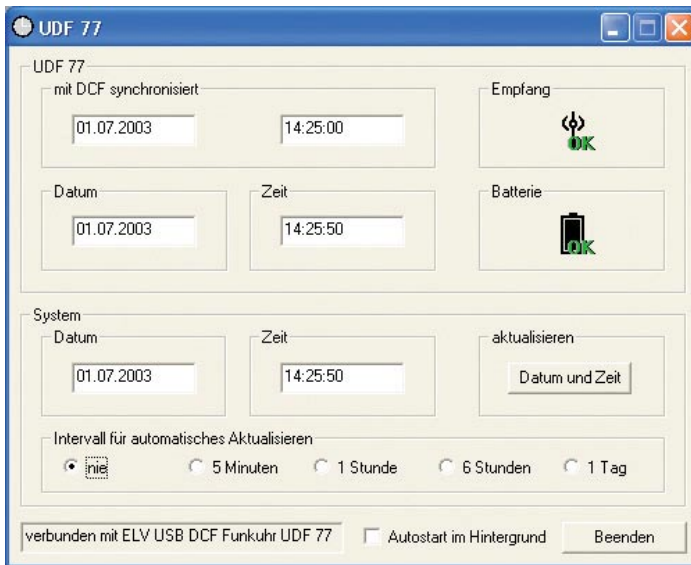 UDF 77
UDF 77
mit DCF synchronisiert
01.07.2003 14:25:00
Empfang
OK
Datum
01.07.2003
Zeit
14:25:50
Batterie
OK
System
Datum
01.07.2003
Zeit
14:25:50
aktualisieren
Datum und Zeit
Intervall für automatisches Aktualisieren
nie 5 Minuten 1 Stunde 6 Stunden 1 Tag
verbunden mit ELV USB DCF Funkuhr UDF 77 Autostart im Hintergrund Beenden